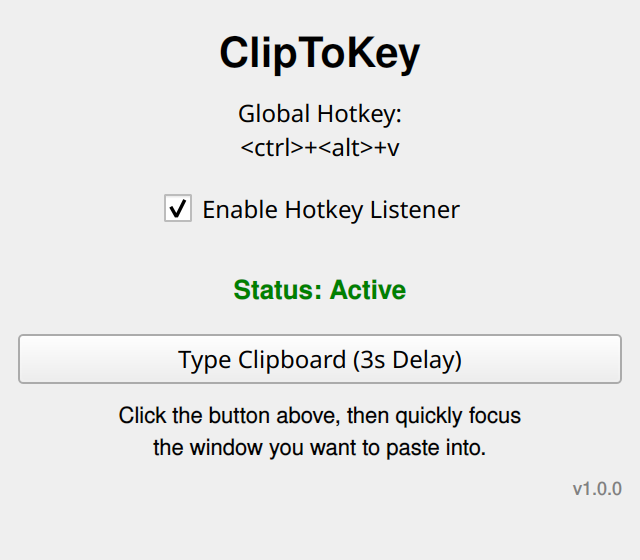 ClipToKey
Global Hotkey:
<ctrl>+<alt>+v
Enable Hotkey Listener
Status: Active
Type Clipboard (3s Delay)
Click the button above, then quickly focus
the window you want to paste into.
v1.0.0